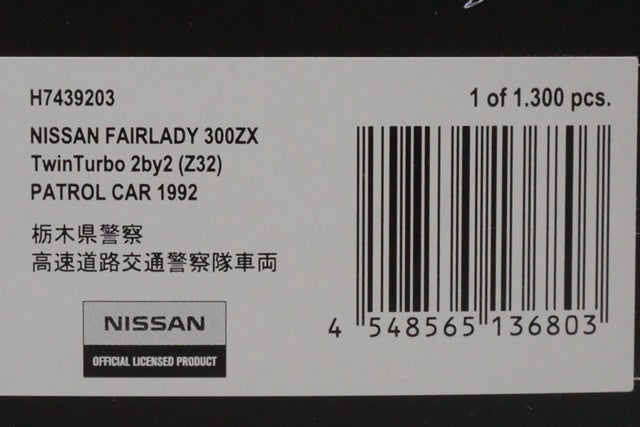 H7439203
1 of 1.300 pcs.
NISSAN FAIRLADY 300ZX
TwinTurbo 2by2 (Z32)
PATROL CAR 1992
栃木県警察
高速道路交通警察隊車両
NISSAN
OFFICIAL LICENSED PRODUCT
4 548565 136803